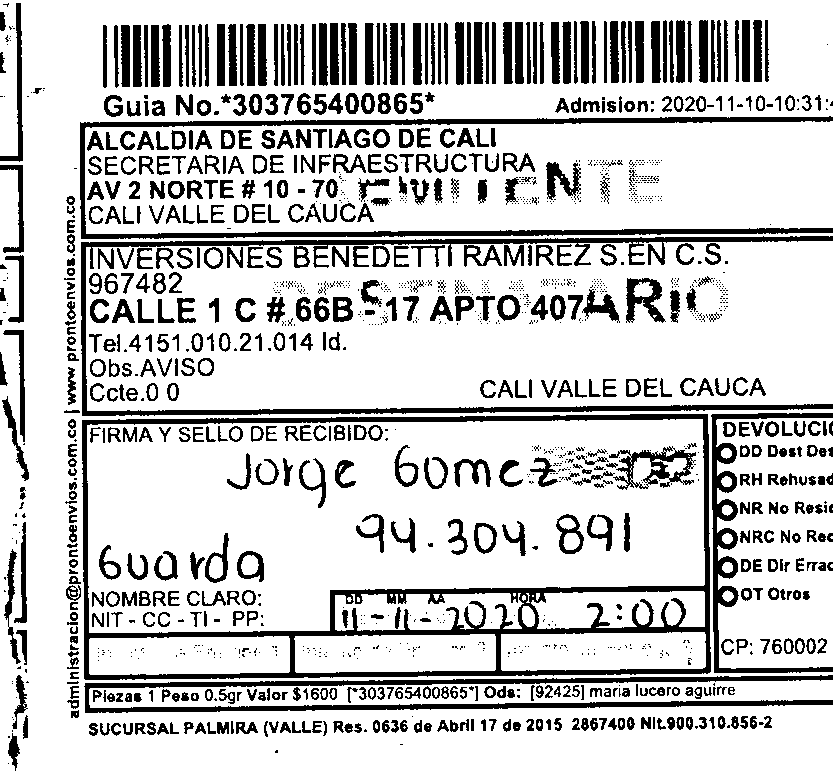 Guia No.*303765400865*
Admision: 2020-11-10-10:31:4
ALCALDIA DE SANTIAGO DE CALI
SECRETARIA DE INFRAESTRUCTURA
AV 2 NORTE # 10 - 70
CALI VALLE DEL CAUCA
INVERSIONES BENEDETTI RAMIREZ S.EN C.S.
967482
CALLE 1 C # 66B - 17 APTO 407
DESTINATARIO
Tel.4151.010.21.014 Id.
Obs.AVISO
Ccte.0 0
CALI VALLE DEL CAUCA
administracion@prontoenvios.com.co | www.prontoenvios.com.co
FIRMA Y SELLO DE RECIBIDO:
Jorge Gomez
94.304.891
Guarda
NOMBRE CLARO:
NIT - CC - TI - PP:
DD MM AA HORA
11-11-2020 2:00
DEVOLUCIO
DD Dest Des
RH Rehusad
NR No Resid
NRC No Rec
DE Dir Errac
OT Otros
CP: 760002
Piezas 1 Peso 0.5gr Valor $1600 [*303765400865*] Ods: [92425] maria lucero aguirre
SUCURSAL PALMIRA (VALLE) Res. 0636 de Abril 17 de 2015 2867400 Nit.900.310.856-2